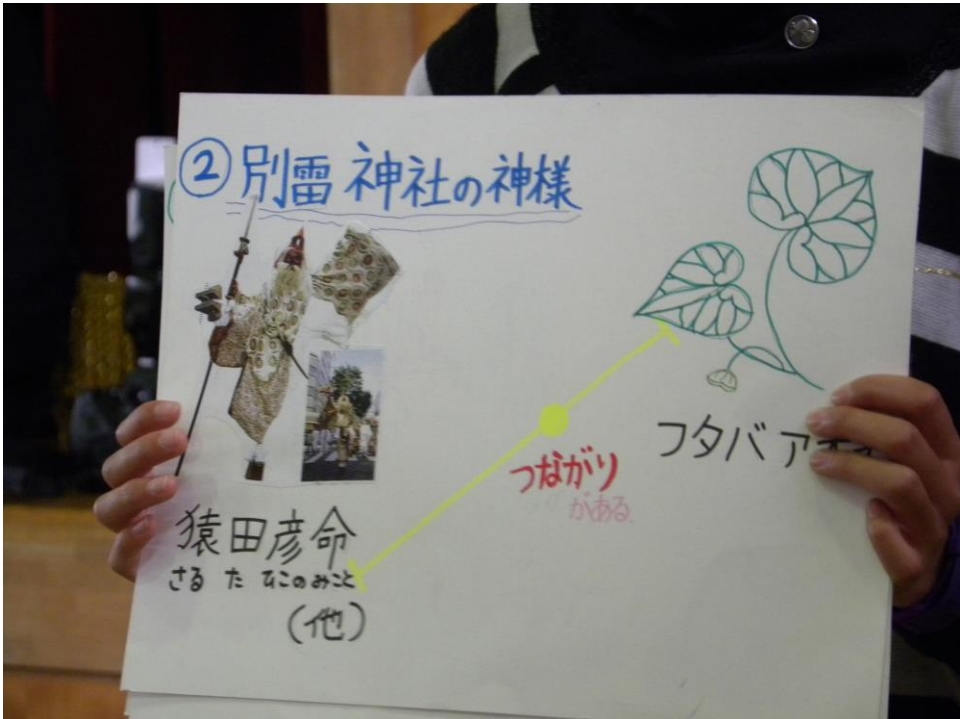 ②別雷神社の神様
フタバア
つながり
がある.
猿田彦命
さるたひこのみこと
(他)